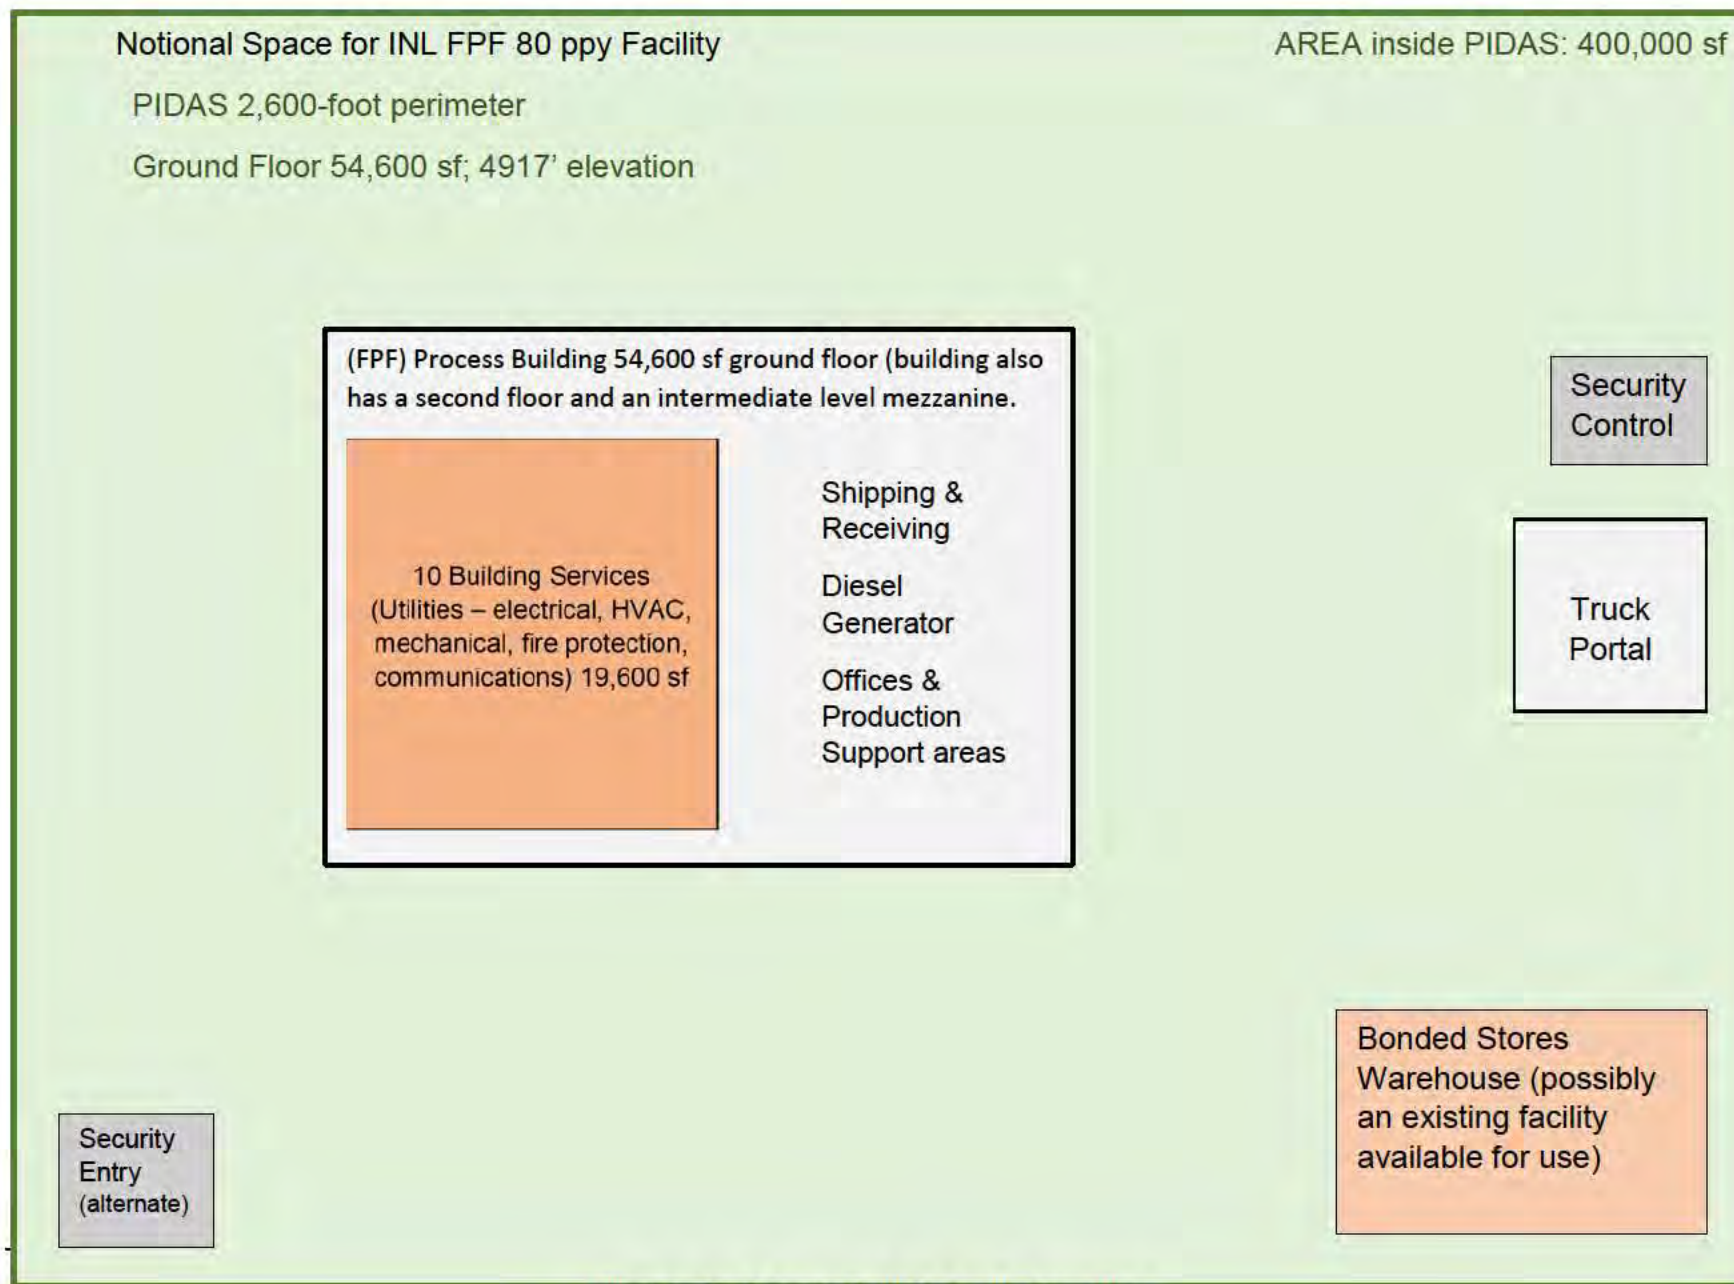 Notional Space for INL FPF 80 ppy Facility
AREA inside PIDAS: 400,000 sf
PIDAS 2,600-foot perimeter
Ground Floor 54,600 sf; 4917’ elevation
(FPF) Process Building 54,600 sf ground floor (building also
has a second floor and an intermediate level mezzanine.
10 Building Services
(Utilities – electrical, HVAC,
mechanical, fire protection,
communications) 19,600 sf
Shipping &
Receiving
Diesel
Generator
Offices &
Production
Support areas
Security
Control
Truck
Portal
Bonded Stores
Warehouse (possibly
an existing facility
available for use)
Security
Entry
(alternate)